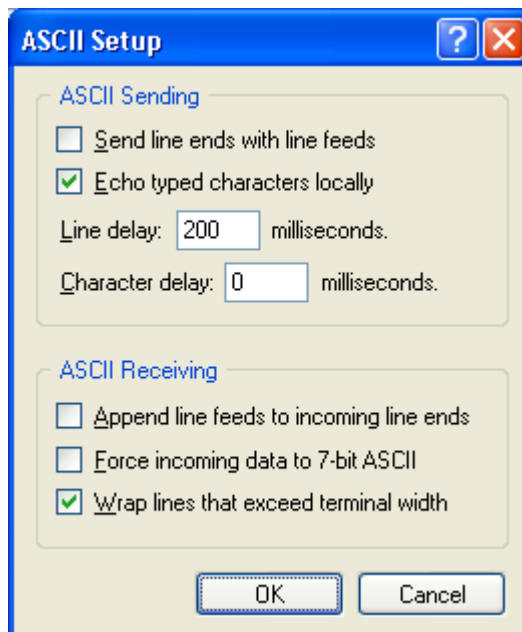 ASCII Setup
ASCII Sending
Send line ends with line feeds
Echo typed characters locally
Line delay: 200 milliseconds.
Character delay: 0 milliseconds.
ASCII Receiving
Append line feeds to incoming line ends
Force incoming data to 7-bit ASCII
Wrap lines that exceed terminal width
OK Cancel